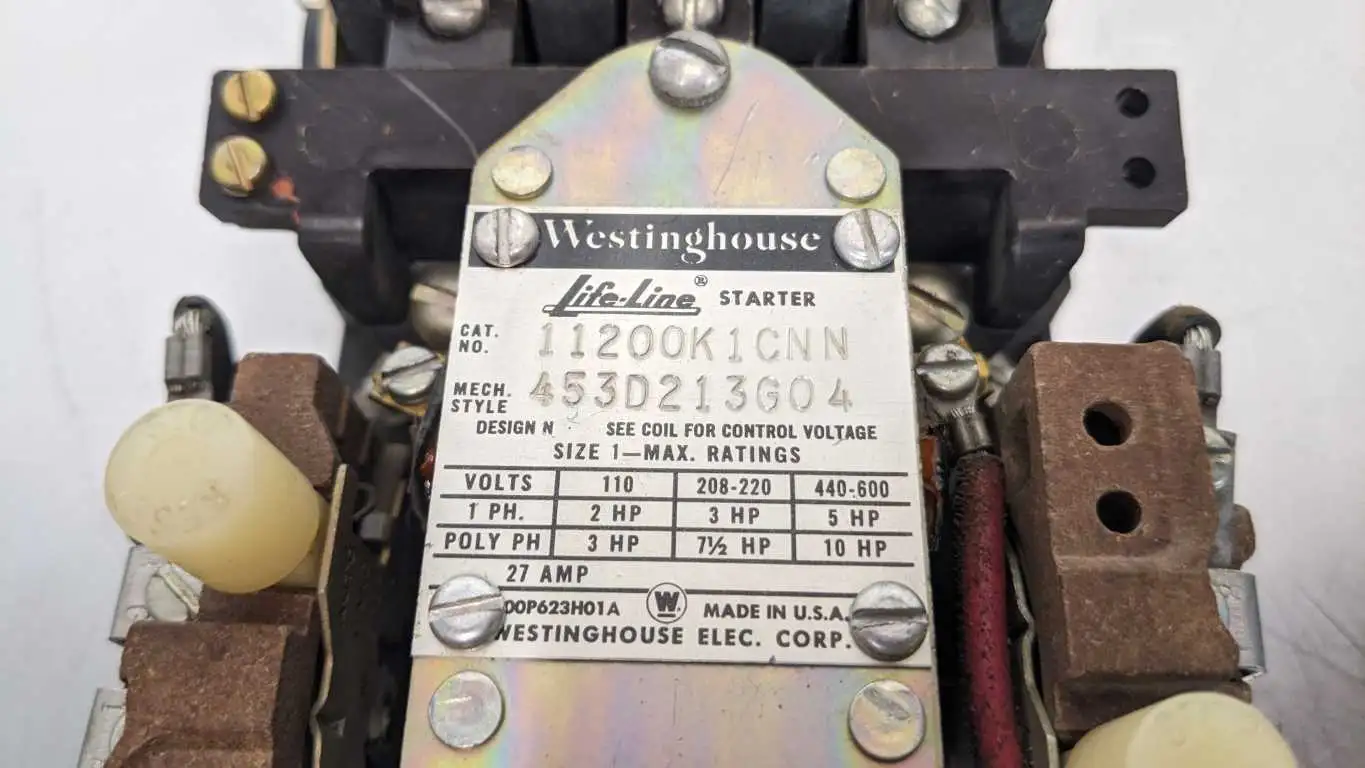 Westinghouse
Life-Line® STARTER
CAT. NO. 11200K1CNN
MECH. STYLE 453D213G04
DESIGN N SEE COIL FOR CONTROL VOLTAGE
SIZE 1—MAX. RATINGS
VOLTS 110 208-220 440-600
1 PH. 2 HP 3 HP 5 HP
POLY PH 3 HP 7½ HP 10 HP
27 AMP
00P623H01A W MADE IN U.S.A.
WESTINGHOUSE ELEC. CORP.